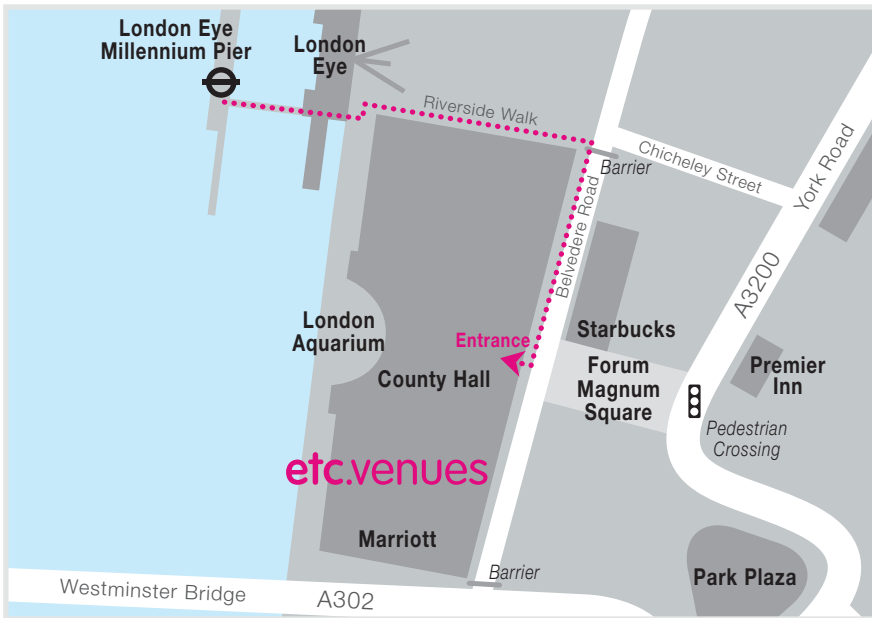 London Eye
Millennium Pier
London
Eye
Riverside Walk
Barrier
Chicheley Street
York Road
Belvedere Road
A3200
London
Aquarium
Entrance
Starbucks
County Hall
Forum
Magnum
Square
Premier
Inn
Pedestrian
Crossing
etc.venues
Marriott
Barrier
Park Plaza
Westminster Bridge
A302